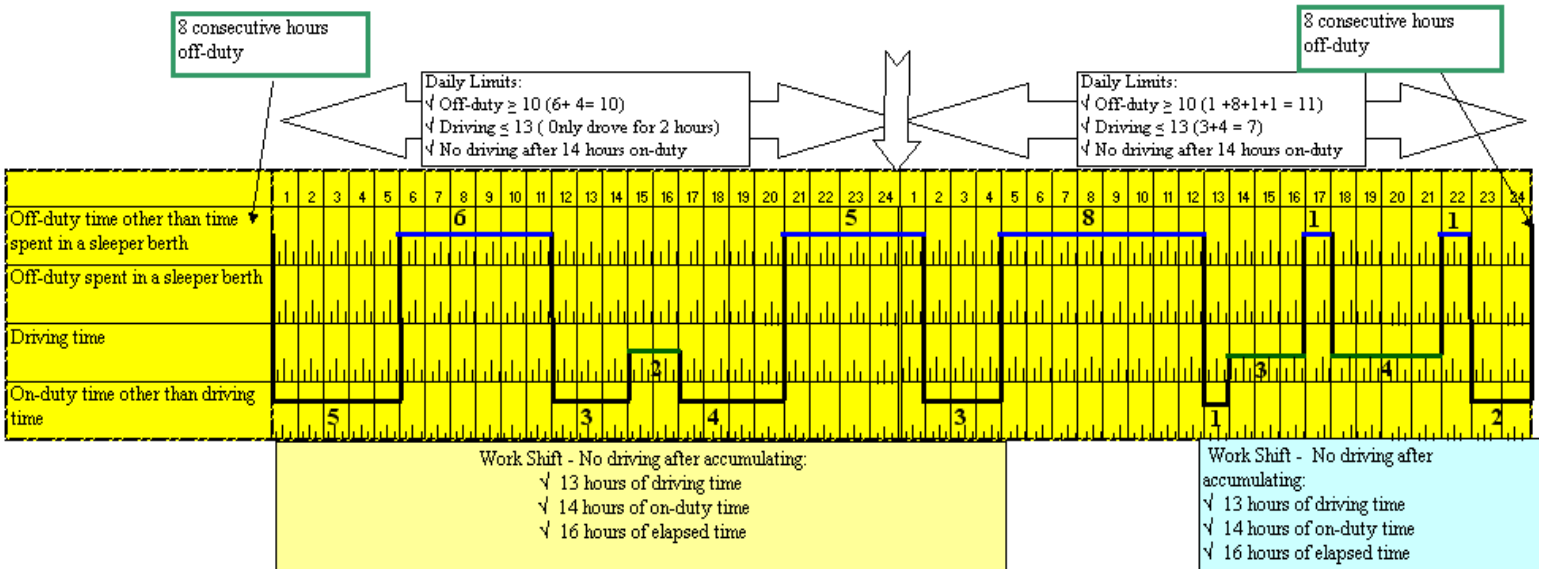 8 consecutive hours
off-duty
8 consecutive hours
off-duty
Daily Limits:
√ Off-duty ≥ 10 (6+ 4= 10)
√ Driving ≤ 13 ( 0nly drove for 2 hours)
√ No driving after 14 hours on-duty
Daily Limits:
√ Off-duty ≥ 10 (1 +8+1+1 = 11)
√ Driving ≤ 13 (3+4 = 7)
√ No driving after 14 hours on-duty
1 2 3 4 5 6 7 8 9 10 11 12 13 14 15 16 17 18 19 20 21 22 23 24 1 2 3 4 5 6 7 8 9 10 11 12 13 14 15 16 17 18 19 20 21 22 23 24
Off-duty time other than time
spent in a sleeper berth
6 5 8 1 1
Off-duty spent in a sleeper berth
Driving time
2 3 4
On-duty time other than driving
time
5 3 4 3 1 2
Work Shift - No driving after accumulating:
√ 13 hours of driving time
√ 14 hours of on-duty time
√ 16 hours of elapsed time
Work Shift - No driving after
accumulating:
√ 13 hours of driving time
√ 14 hours of on-duty time
√ 16 hours of elapsed time